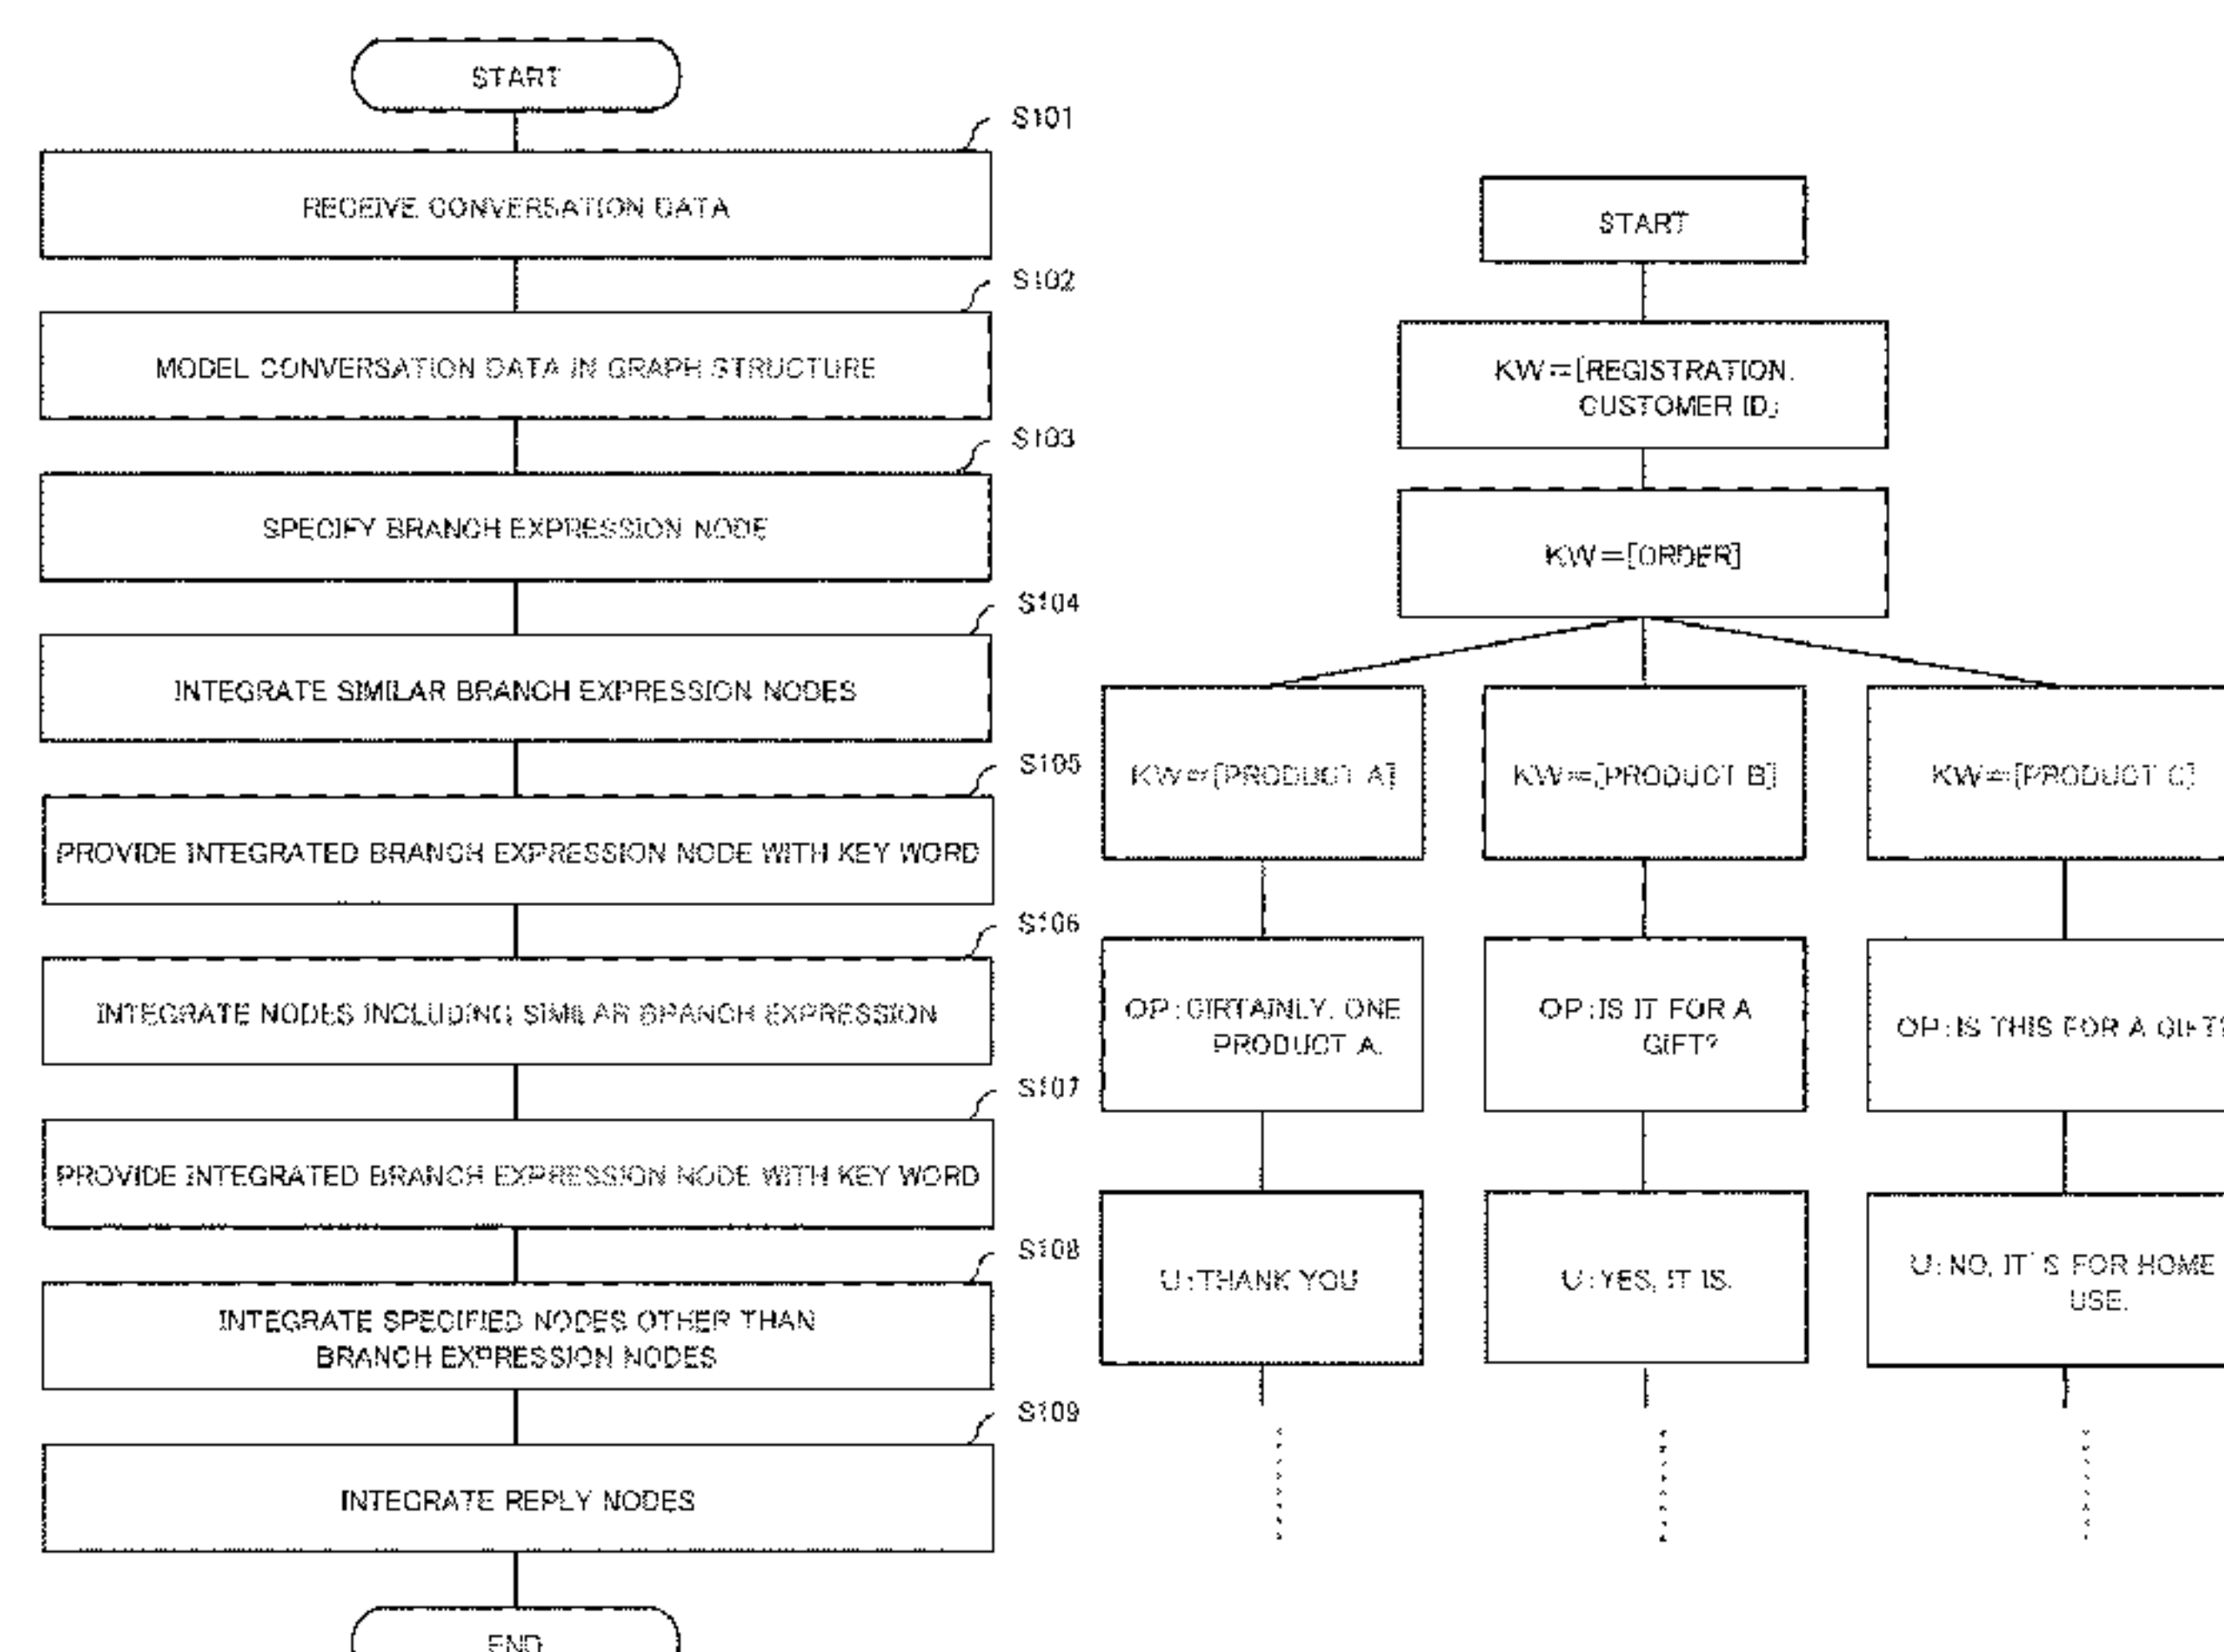 START
S101
RECEIVE CONVERSATION DATA
S102
MODEL CONVERSATION DATA IN GRAPH STRUCTURE
S103
SPECIFY BRANCH EXPRESSION NODE
S104
INTEGRATE SIMILAR BRANCH EXPRESSION NODES
S105
PROVIDE INTEGRATED BRANCH EXPRESSION NODE WITH KEY WORD
S106
INTEGRATE NODES INCLUDING SIMILAR BRANCH EXPRESSION
S107
PROVIDE INTEGRATED BRANCH EXPRESSION NODE WITH KEY WORD
S108
INTEGRATE SPECIFIED NODES OTHER THAN
BRANCH EXPRESSION NODES
S109
INTEGRATE REPLY NODES
END
START
KW=[REGISTRATION,
CUSTOMER ID]
KW=[ORDER]
KW=[PRODUCT A]
KW=[PRODUCT B]
KW=[PRODUCT C]
OP:CIRTAINLY. ONE
PRODUCT A.
OP:IS IT FOR A
GIFT?
OP:IS THIS FOR A GIFT?
U:THANK YOU
U:YES, IT IS.
U:NO, IT'S FOR HOME
USE.